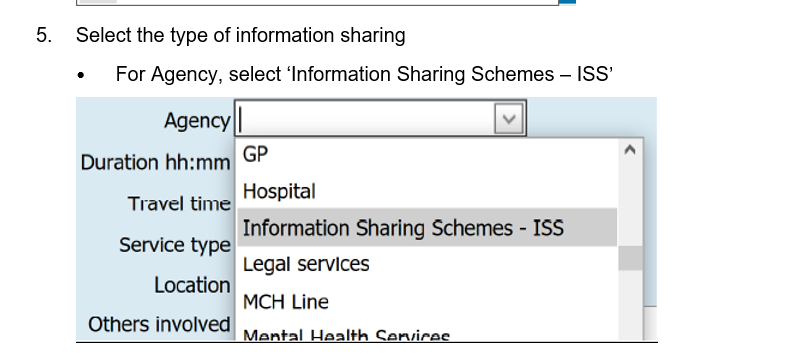 5. Select the type of information sharing
• For Agency, select ‘Information Sharing Schemes – ISS’
Agency
GP
Duration hh:mm
Hospital
Travel time
Information Sharing Schemes - ISS
Service type
Legal services
Location
MCH Line
Others involved
Mental Health Services